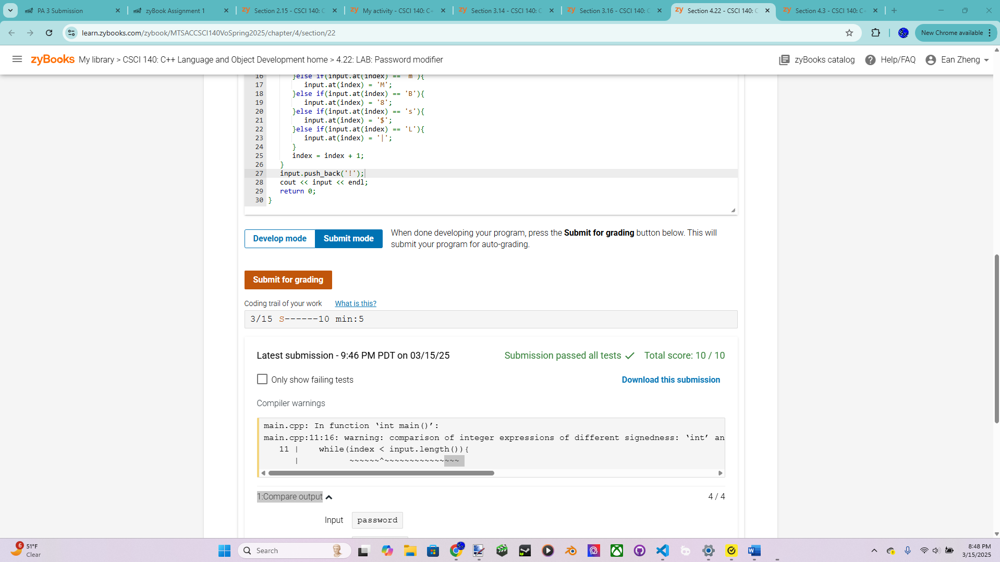 PA 3 Submission
zyBook Assignment 1
Section 2.15 - CSCI 140: C
My activity - CSCI 140: C+
Section 3.14 - CSCI 140: C
Section 3.16 - CSCI 140: C
Section 4.22 - CSCI 140: C
Section 4.3 - CSCI 140: C+
learn.zybooks.com/zybook/MTSACCSCI140VoSpring2025/chapter/4/section/22
New Chrome available
zyBooks My library > CSCI 140: C++ Language and Object Development home > 4.22: LAB: Password modifier
zyBooks catalog
Help/FAQ
Ean Zheng
16 }else if(input.at(index) == 'm'){
17 input.at(index) = 'M';
18 }else if(input.at(index) == 'B'){
19 input.at(index) = '8';
20 }else if(input.at(index) == 's'){
21 input.at(index) = '$';
22 }else if(input.at(index) == 'L'){
23 input.at(index) = '|';
24 }
25 index = index + 1;
26 }
27 input.push_back('!');
28 cout << input << endl;
29 return 0;
30 }
Develop mode
Submit mode
When done developing your program, press the Submit for grading button below. This will
submit your program for auto-grading.
Submit for grading
Coding trail of your work
What is this?
3/15 S------10 min:5
Latest submission - 9:46 PM PDT on 03/15/25
Submission passed all tests
Total score: 10 / 10
Only show failing tests
Download this submission
Compiler warnings
main.cpp: In function ‘int main()’:
main.cpp:11:16: warning: comparison of integer expressions of different signedness: ‘int’ an
11 | while(index < input.length()){
| ~~~~~~^~~~~~~~~~~~~~~~
1:Compare output
4 / 4
Input
password
6
51°F
Clear
Search
8:48 PM
3/15/2025